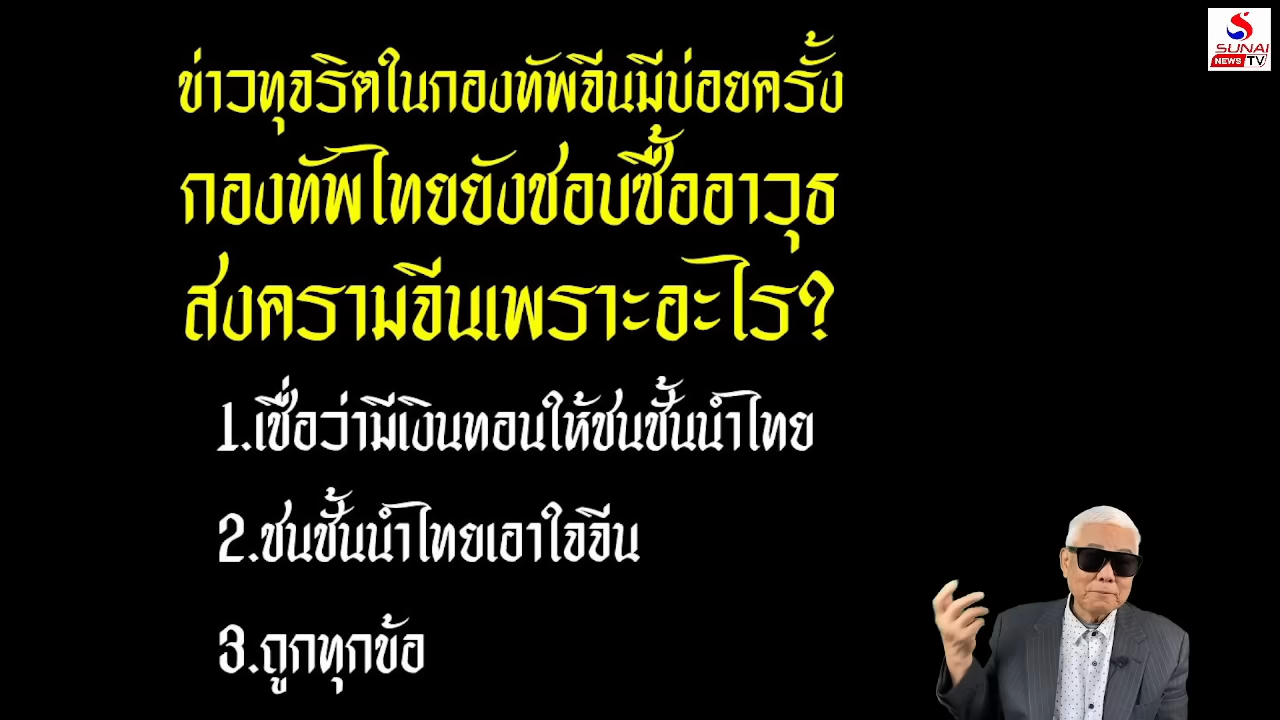 SUNAI
NEWS TV
ข่าวทุจริตในกองทัพจีนมีบ่อยครั้ง
กองทัพไทยยังชอบซื้ออาวุธ
สงครามจีนเพราะอะไร?
1.เชื่อว่ามีเงินทอนให้ชนชั้นนำไทย
2.ชนชั้นนำไทยเอาใจจีน
3.ถูกทุกข้อ